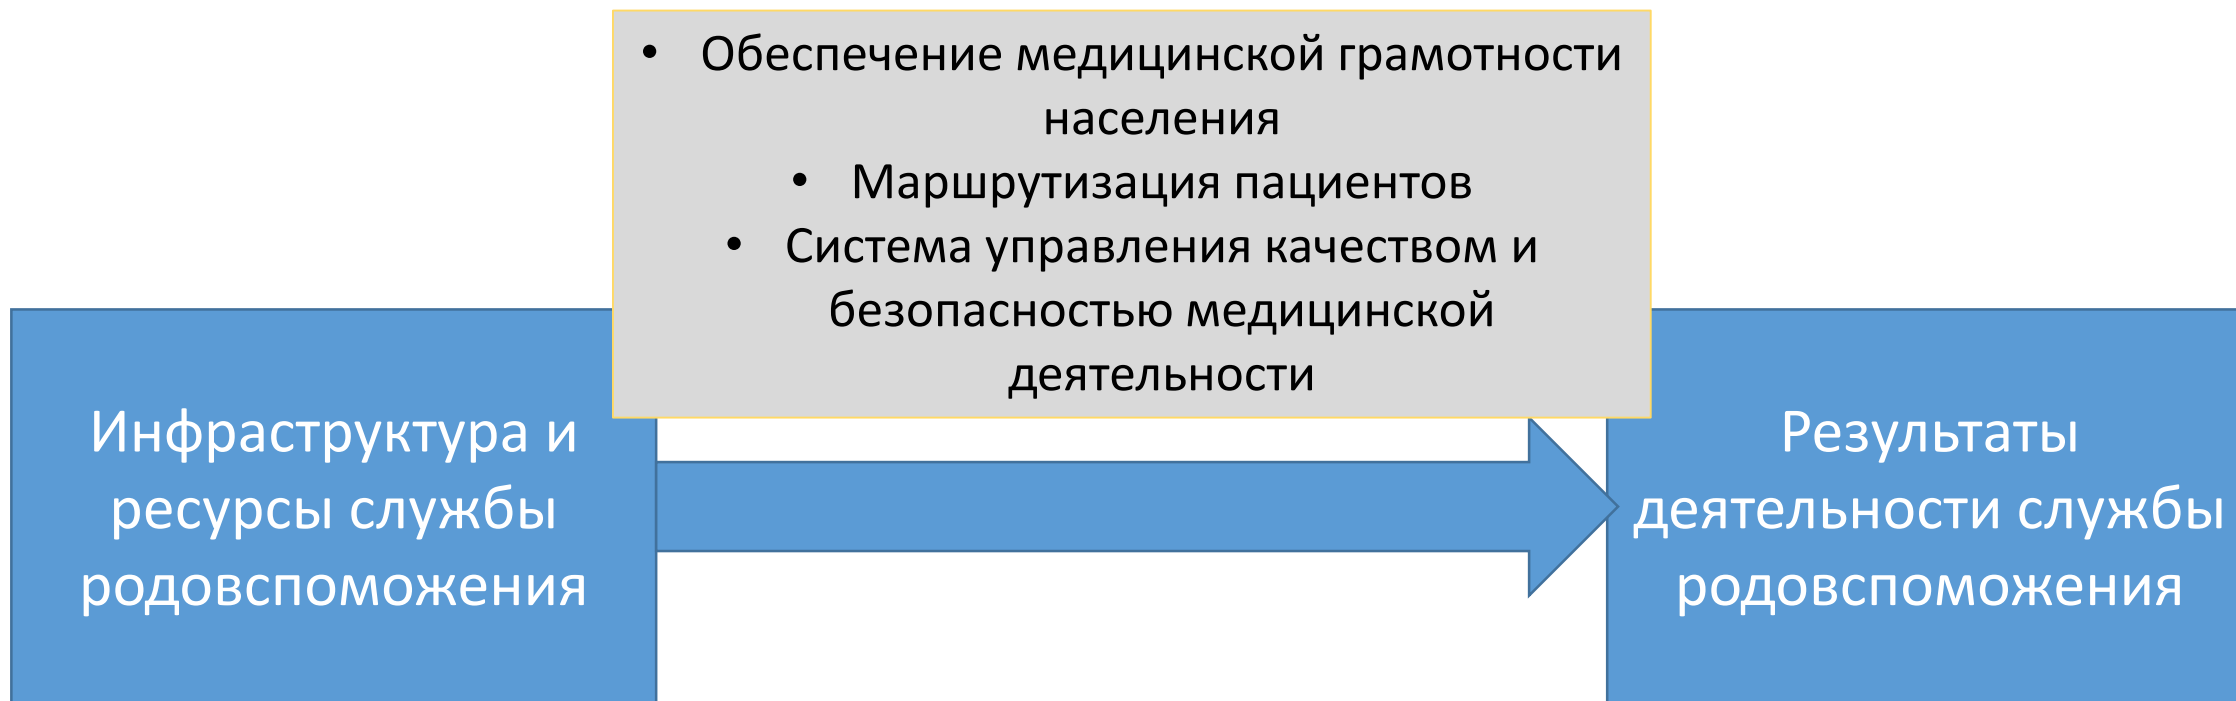 • Обеспечение медицинской грамотности
населения
• Маршрутизация пациентов
• Система управления качеством и
безопасностью медицинской
деятельности
Инфраструктура и
ресурсы службы
родовспоможения
Результаты
деятельности службы
родовспоможения